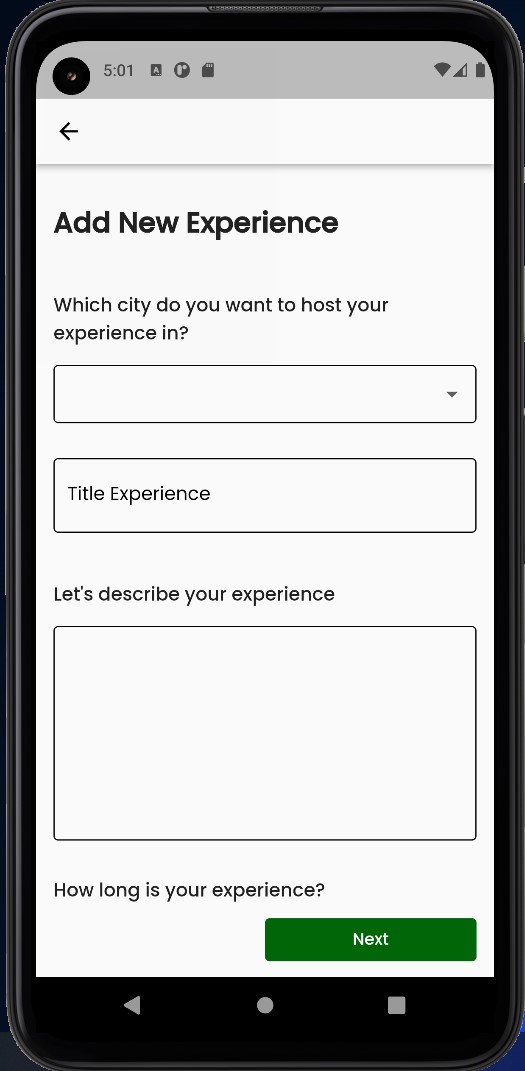 5:01
Add New Experience
Which city do you want to host your
experience in?
Title Experience
Let's describe your experience
How long is your experience?
Next